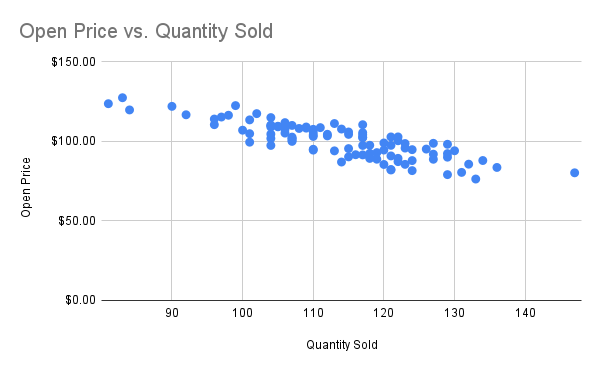 Open Price vs. Quantity Sold
$150.00
$100.00
$50.00
$0.00
Open Price
90 100 110 120 130 140
Quantity Sold